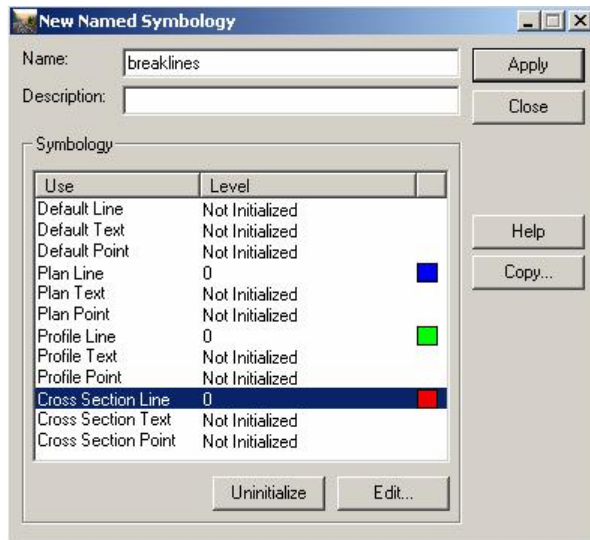 New Named Symbology
Name: breaklines
Apply
Description:
Close
Symbology
Use Level
Default Line Not Initialized
Default Text Not Initialized
Default Point Not Initialized
Help
Plan Line 0
Copy...
Plan Text Not Initialized
Plan Point Not Initialized
Profile Line 0
Profile Text Not Initialized
Profile Point Not Initialized
Cross Section Line 0
Cross Section Text Not Initialized
Cross Section Point Not Initialized
Uninitialize Edit...